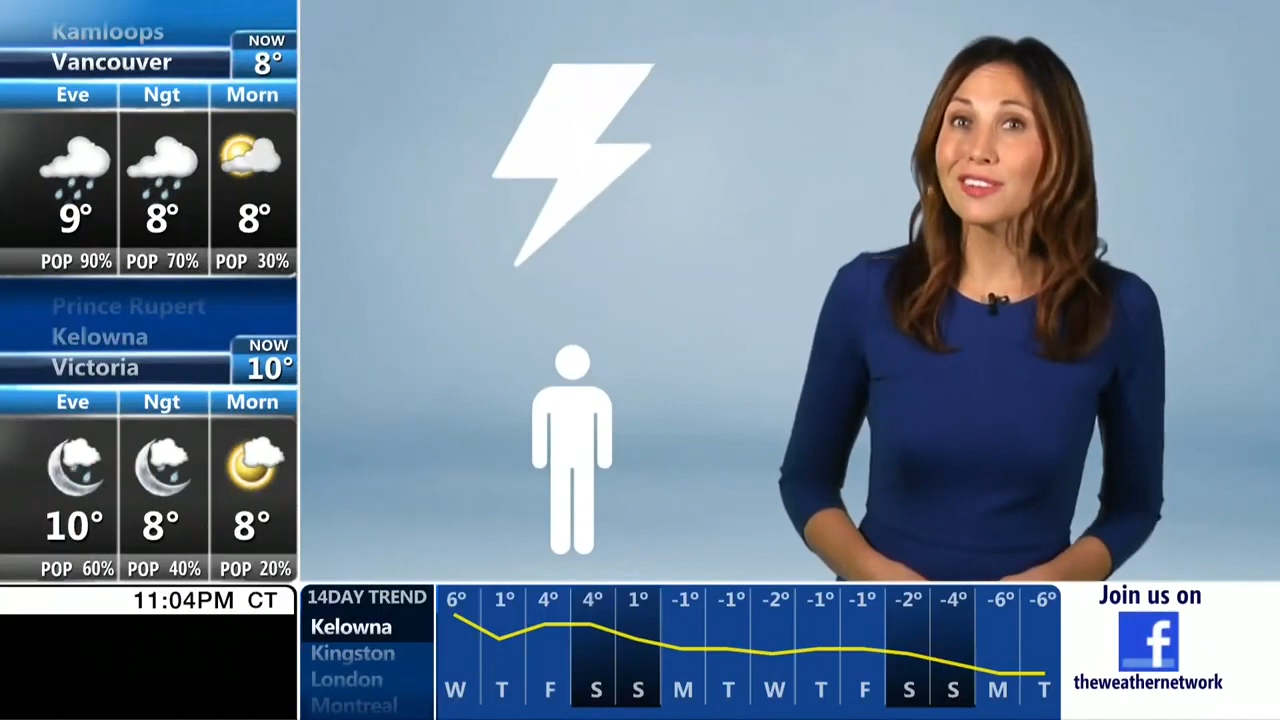 Kamloops
Vancouver
NOW
8°
Eve Ngt Morn
9° 8° 8°
POP 90% POP 70% POP 30%
Prince Rupert
Kelowna
Victoria
NOW
10°
Eve Ngt Morn
10° 8° 8°
POP 60% POP 40% POP 20%
11:04PM CT
14DAY TREND
Kelowna
Kingston
London
Montreal
6° 1° 4° 4° 1° -1° -1° -2° -1° -1° -2° -4° -6° -6°
W T F S S M T W T F S S M T
Join us on
f
theweathernetwork